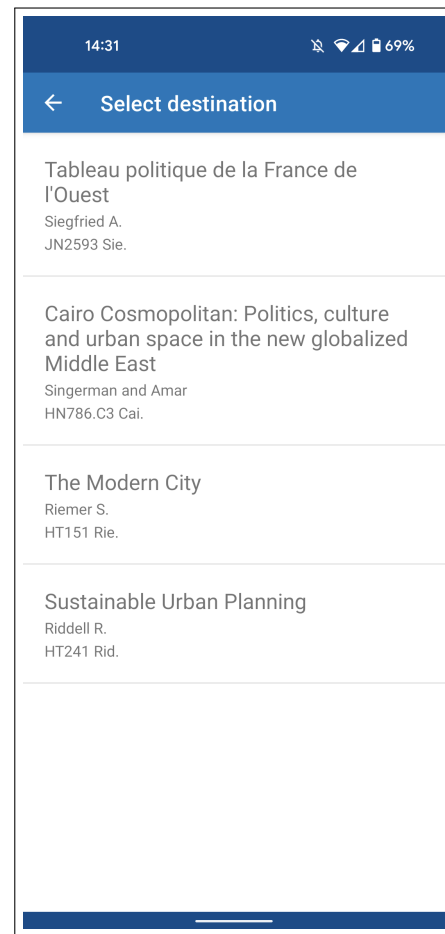 14:31 69%
Select destination
Tableau politique de la France de
l'Ouest
Siegfried A.
JN2593 Sie.
Cairo Cosmopolitan: Politics, culture
and urban space in the new globalized
Middle East
Singerman and Amar
HN786.C3 Cai.
The Modern City
Riemer S.
HT151 Rie.
Sustainable Urban Planning
Riddell R.
HT241 Rid.